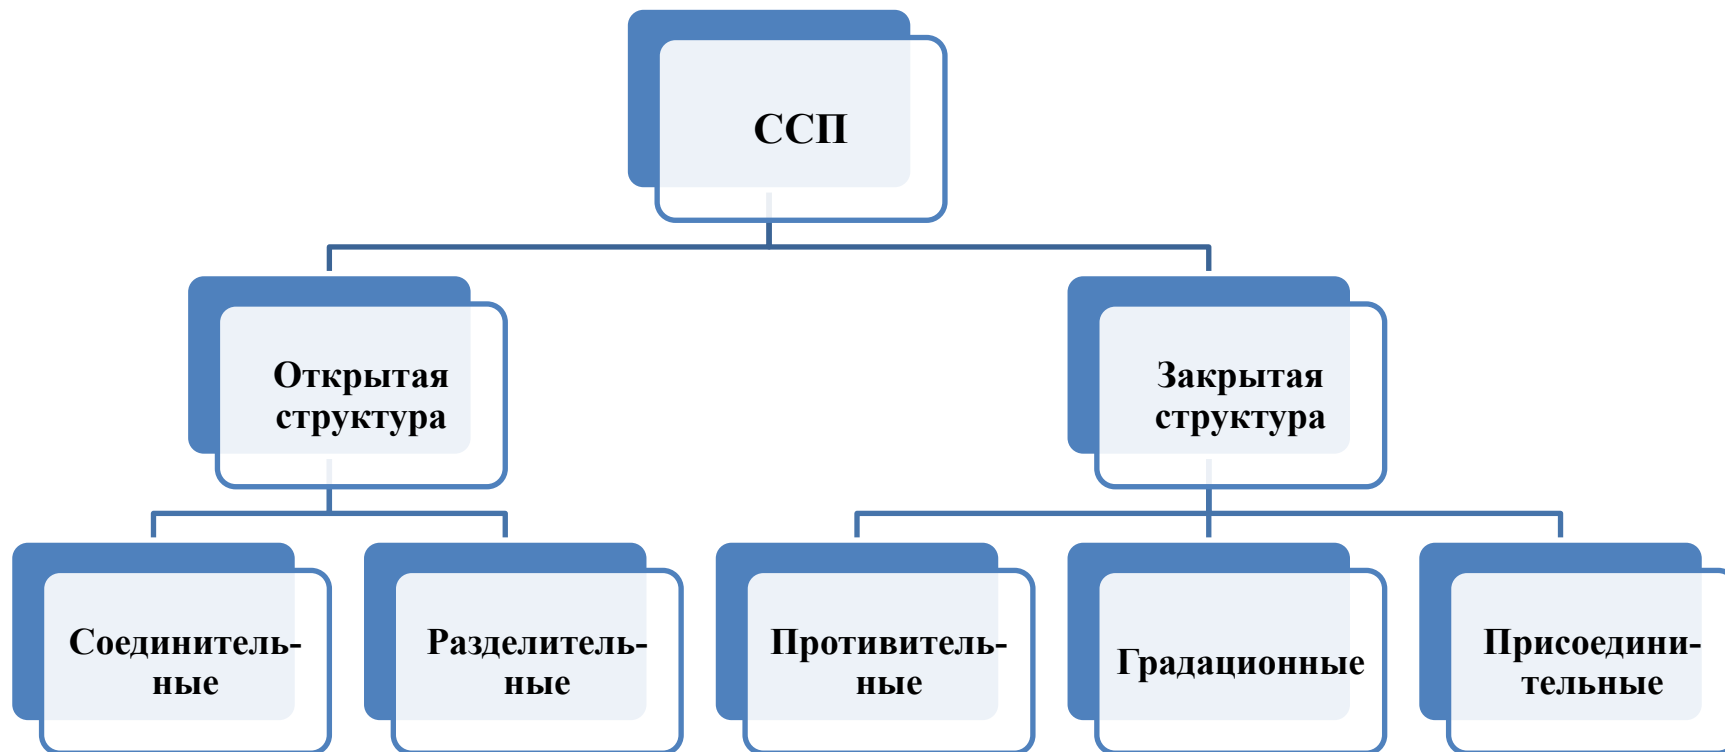 ССП
Открытая
структура
Закрытая
структура
Соединитель-
ные
Разделитель-
ные
Противитель-
ные
Градационные
Присоедини-
тельные